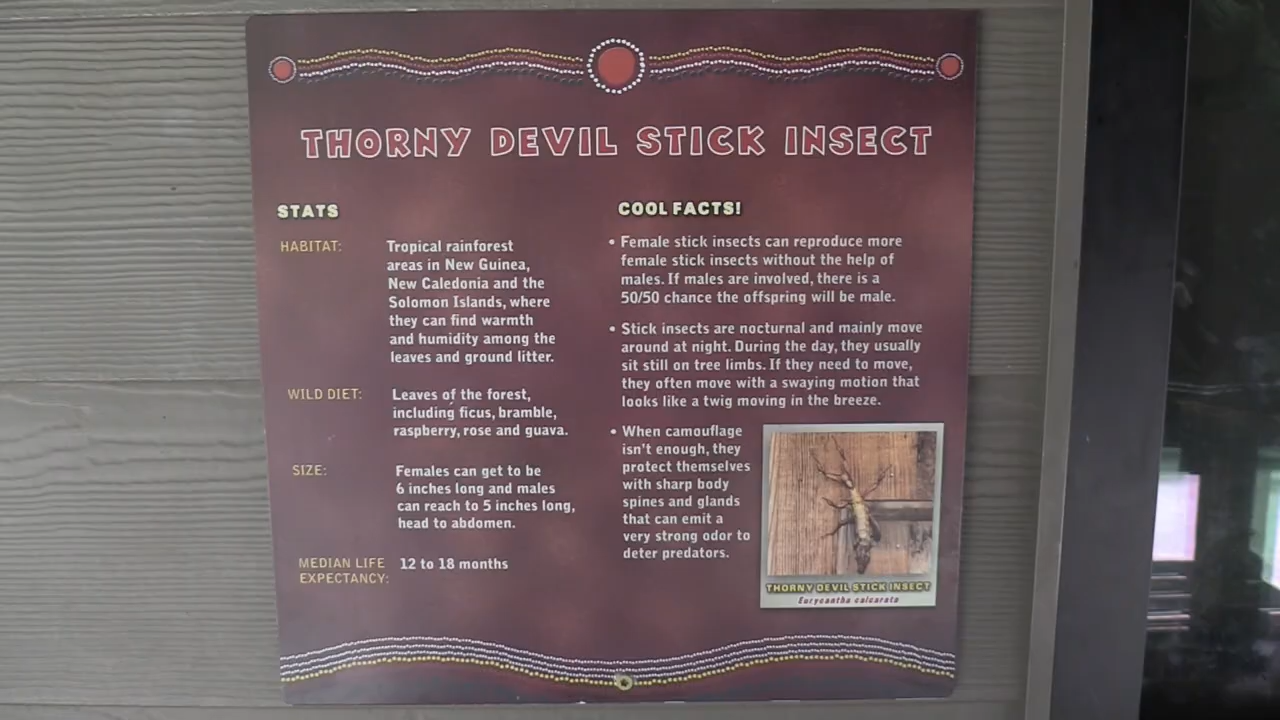 THORNY DEVIL STICK INSECT
STATS
HABITAT:
Tropical rainforest
areas in New Guinea,
New Caledonia and the
Solomon Islands, where
they can find warmth
and humidity among the
leaves and ground litter.
WILD DIET:
Leaves of the forest,
including ficus, bramble,
raspberry, rose and guava.
SIZE:
Females can get to be
6 inches long and males
can reach to 5 inches long,
head to abdomen.
MEDIAN LIFE
EXPECTANCY:
12 to 18 months
COOL FACTS!
• Female stick insects can reproduce more
female stick insects without the help of
males. If males are involved, there is a
50/50 chance the offspring will be male.
• Stick insects are nocturnal and mainly move
around at night. During the day, they usually
sit still on tree limbs. If they need to move,
they often move with a swaying motion that
looks like a twig moving in the breeze.
• When camouflage
isn't enough, they
protect themselves
with sharp body
spines and glands
that can emit a
very strong odor to
deter predators.
THORNY DEVIL STICK INSECT
Eurycantha calcarata